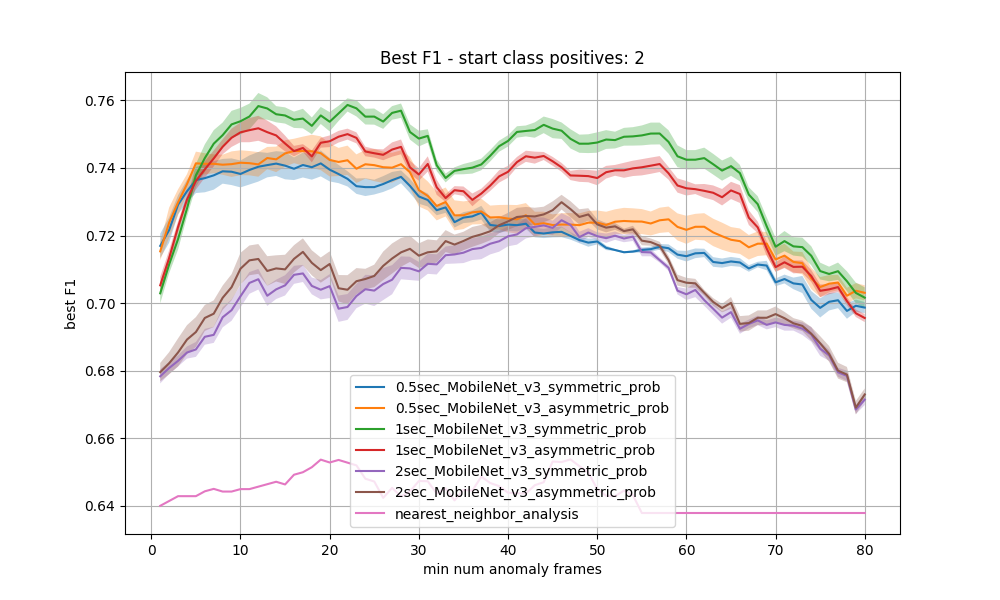 Best F1 - start class positives: 2
best F1
0.76
0.74
0.72
0.70
0.68
0.66
0.64
0.5sec_MobileNet_v3_symmetric_prob
0.5sec_MobileNet_v3_asymmetric_prob
1sec_MobileNet_v3_symmetric_prob
1sec_MobileNet_v3_asymmetric_prob
2sec_MobileNet_v3_symmetric_prob
2sec_MobileNet_v3_asymmetric_prob
nearest_neighbor_analysis
0 10 20 30 40 50 60 70 80
min num anomaly frames